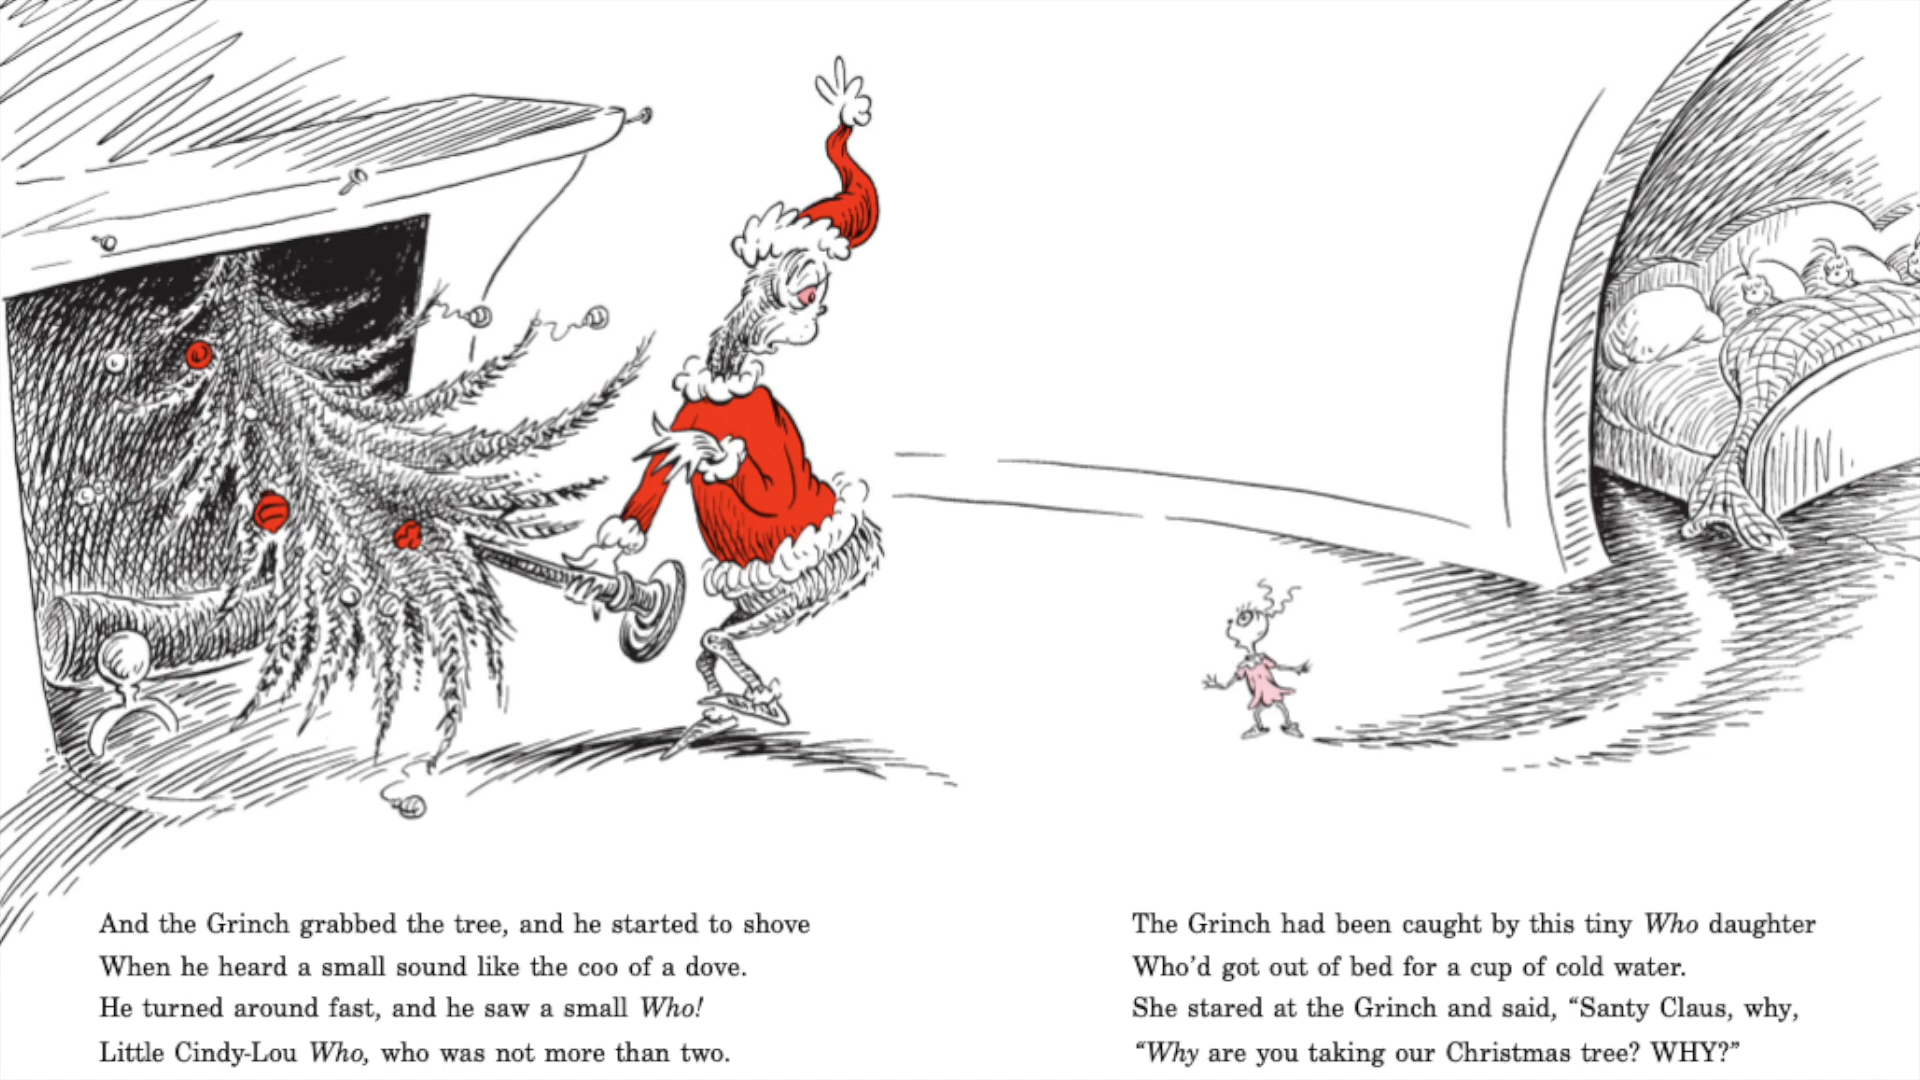 And the Grinch grabbed the tree, and he started to shove
When he heard a small sound like the coo of a dove.
He turned around fast, and he saw a small Who!
Little Cindy-Lou Who, who was not more than two.
The Grinch had been caught by this tiny Who daughter
Who’d got out of bed for a cup of cold water.
She stared at the Grinch and said, “Santy Claus, why,
“Why are you taking our Christmas tree? WHY?”